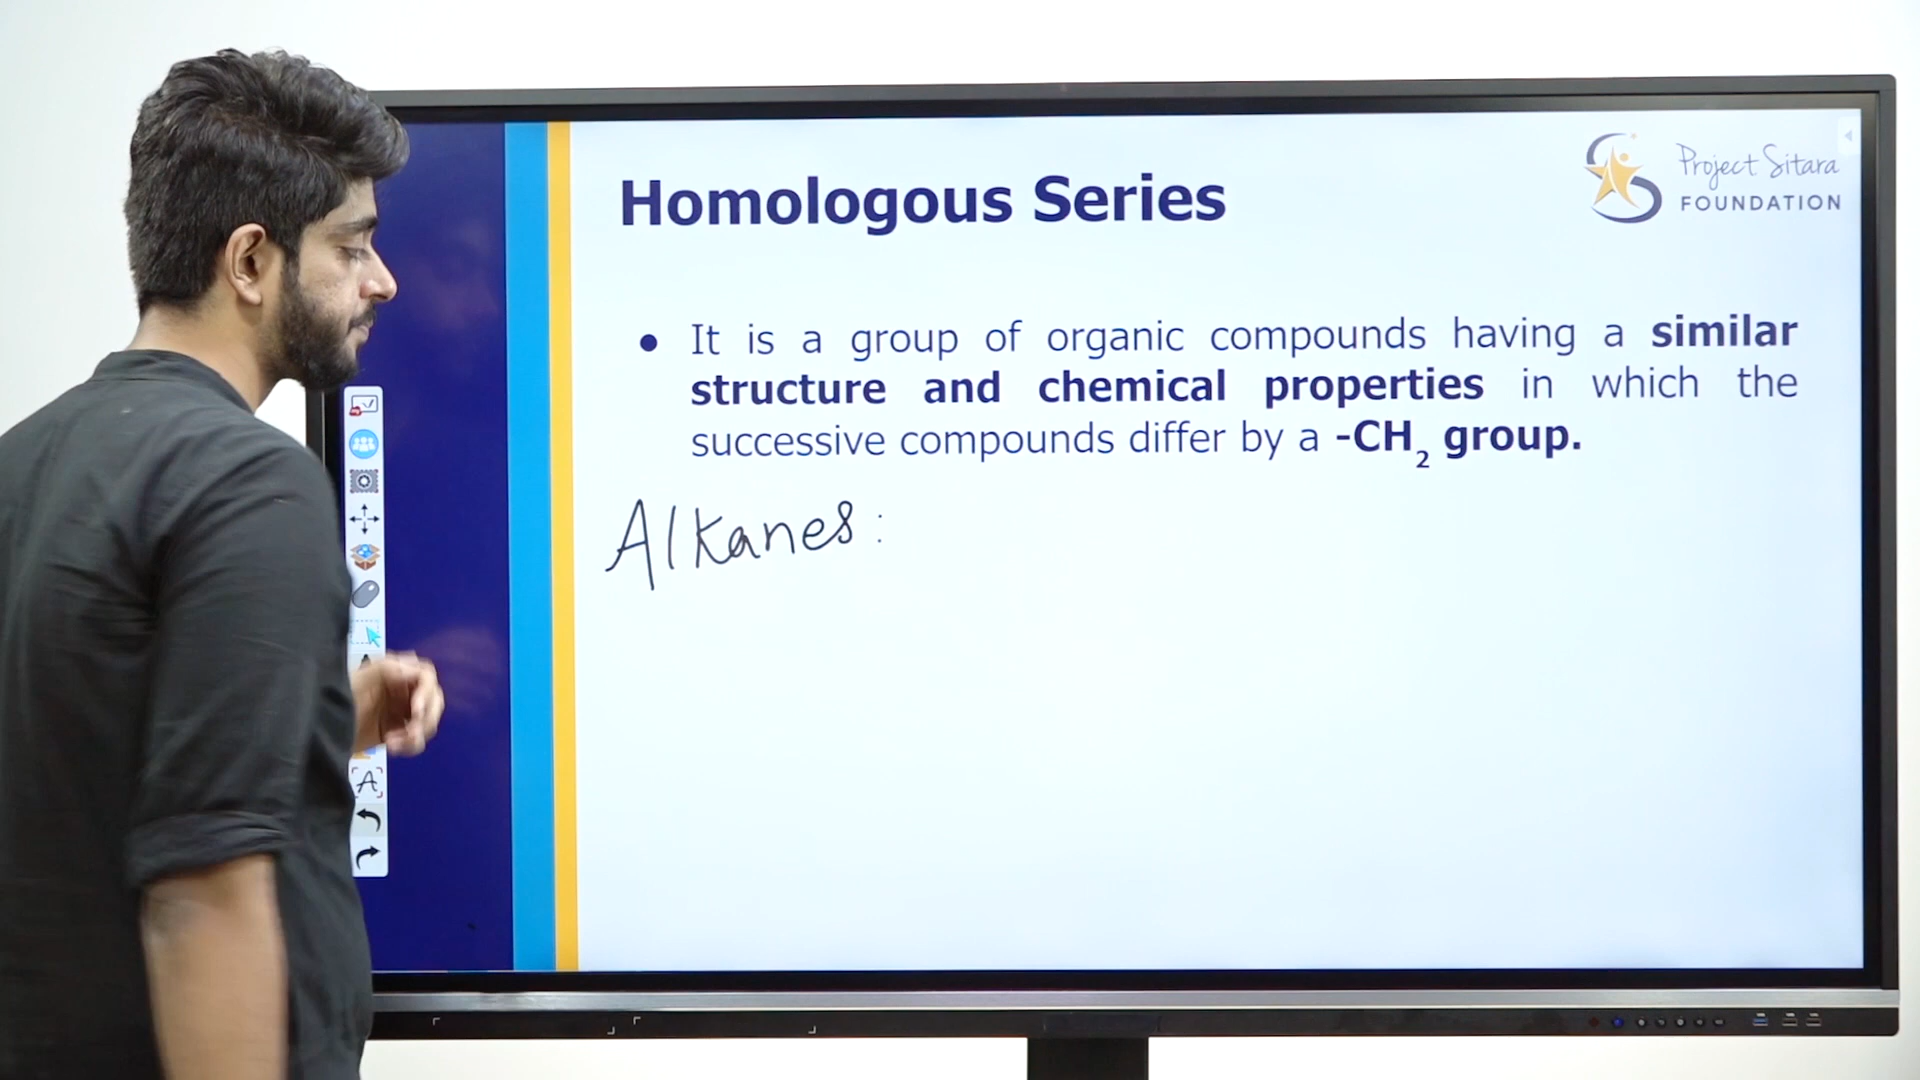 Homologous Series
Project Sitara
FOUNDATION
● It is a group of organic compounds having a similar
structure and chemical properties in which the
successive compounds differ by a -CH₂ group.
Alkanes:
A